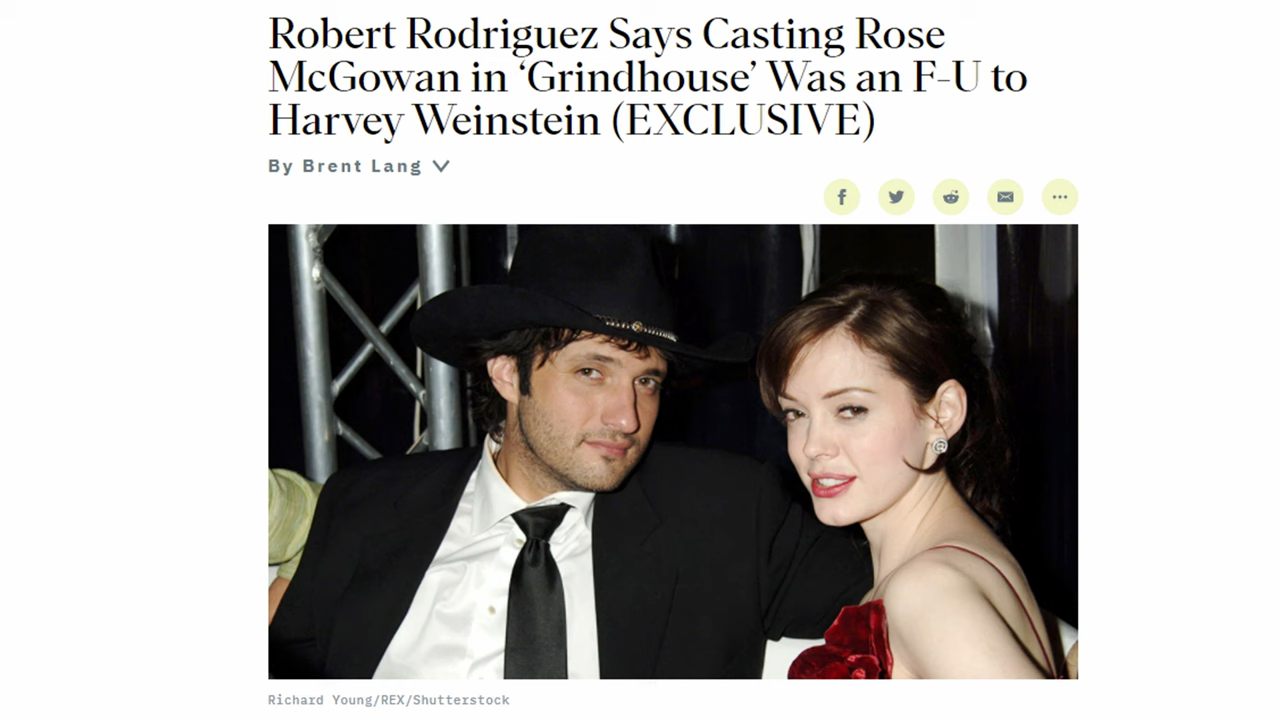 Robert Rodriguez Says Casting Rose
McGowan in ‘Grindhouse’ Was an F-U to
Harvey Weinstein (EXCLUSIVE)
By Brent Lang
Richard Young/REX/Shutterstock